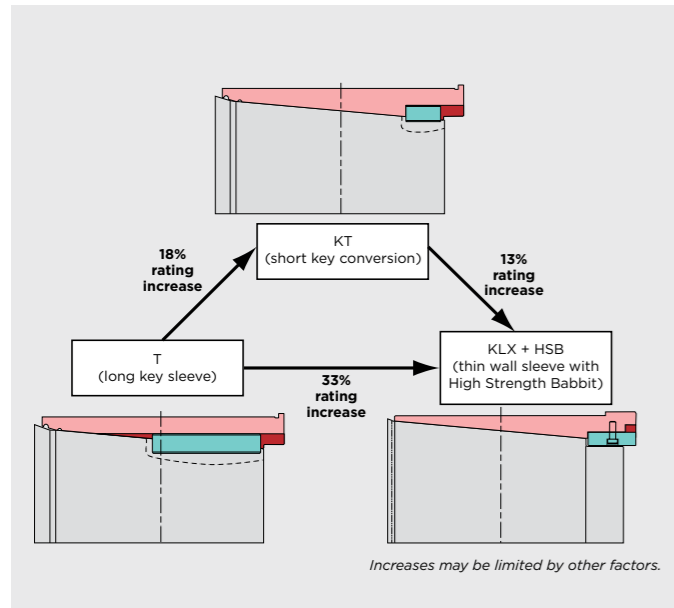 KT
(short key conversion)
18%
rating
increase
13%
rating
increase
T
(long key sleeve)
33%
rating
increase
KLX + HSB
(thin wall sleeve with
High Strength Babbit)
Increases may be limited by other factors.